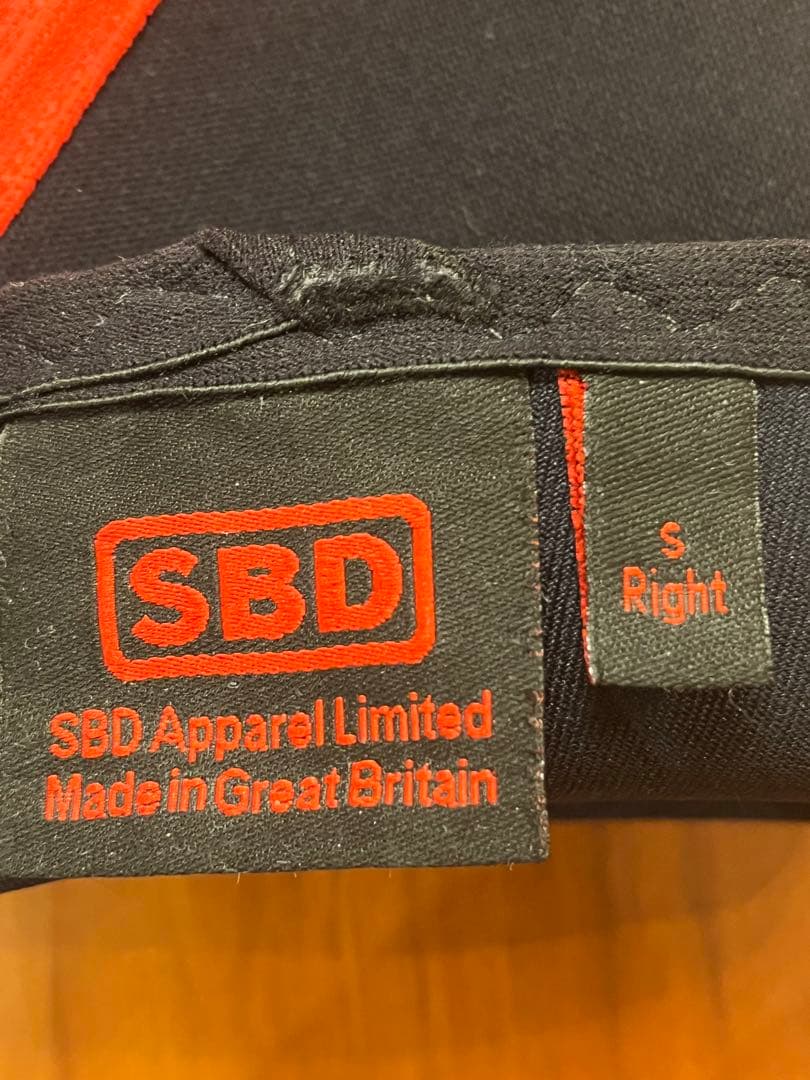 SBD
SBD Apparel Limited
Made in Great Britain
S
Right